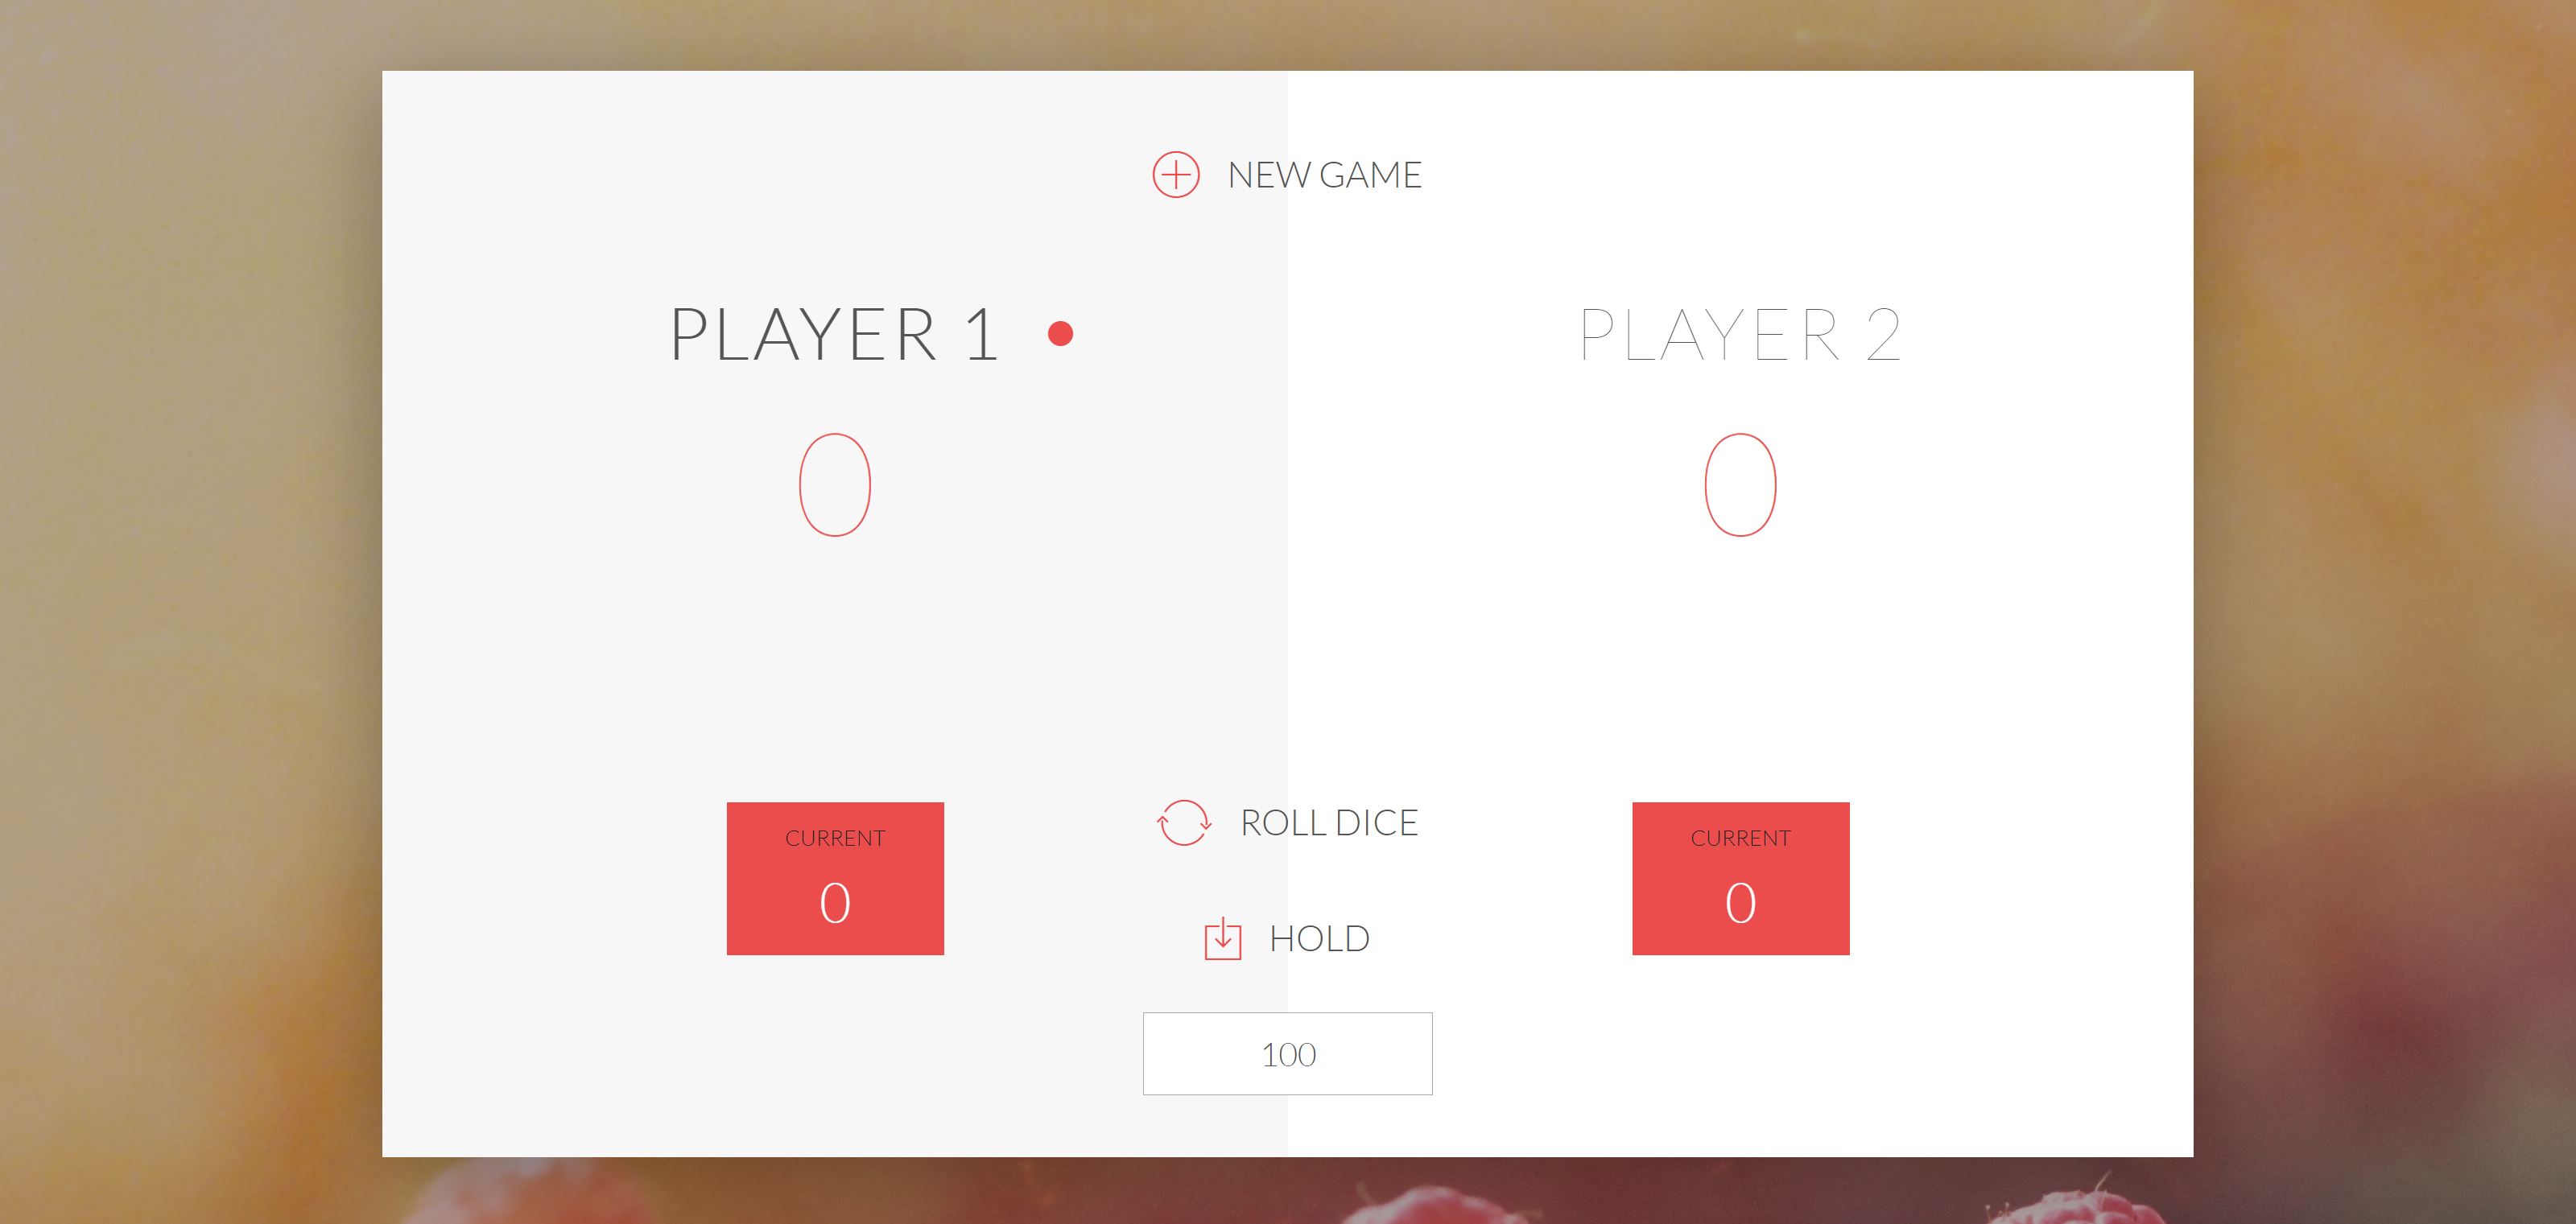 NEW GAME
PLAYER 1
0
PLAYER 2
0
CURRENT
0
ROLL DICE
HOLD
100
CURRENT
0